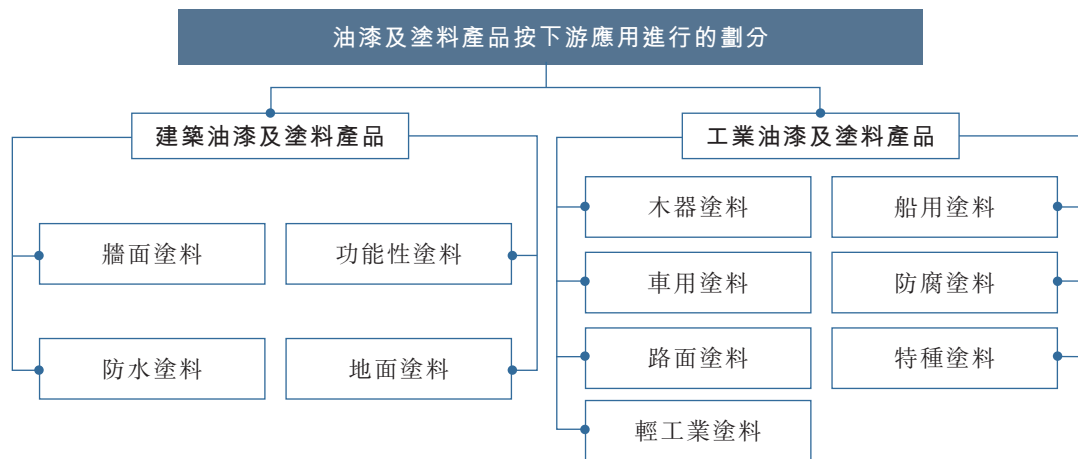 油漆及塗料產品按下游應用進行的劃分
建築油漆及塗料產品
工業油漆及塗料產品
牆面塗料
功能性塗料
防水塗料
地面塗料
木器塗料
船用塗料
車用塗料
防腐塗料
路面塗料
特種塗料
輕工業塗料